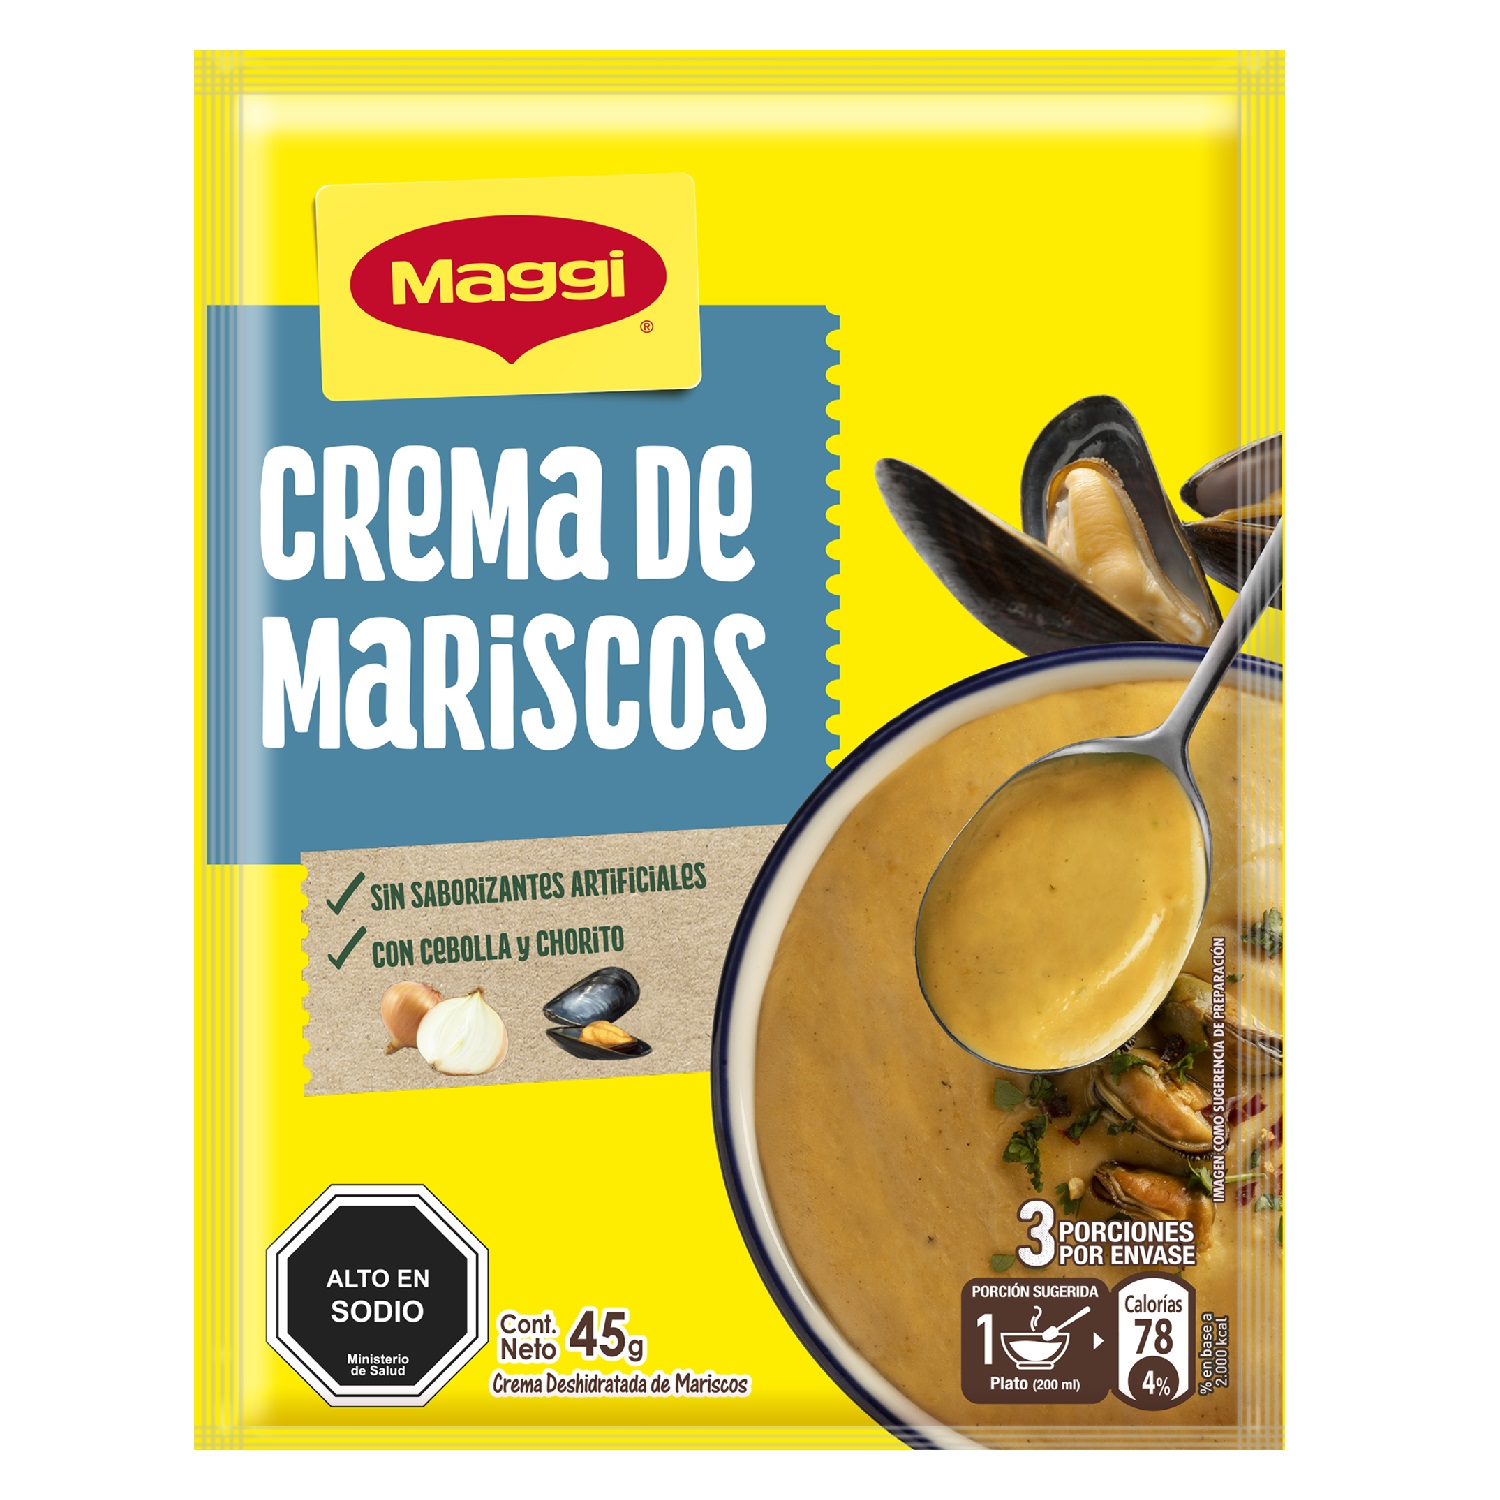 Maggi
®
CREMA DE
MARISCOS
SIN SABORIZANTES ARTIFICIALES
CON CEBOLLA y CHORITO
IMAGEN COMO SUGERENCIA DE PREPARACIÓN
3 PORCIONES
POR ENVASE
PORCIÓN SUGERIDA
1
Plato (200 ml)
Calorías
78
4%
% en base a
2.000 kcal
ALTO EN
SODIO
Ministerio
de Salud
Cont.
Neto 45g
Crema Deshidratada de Mariscos